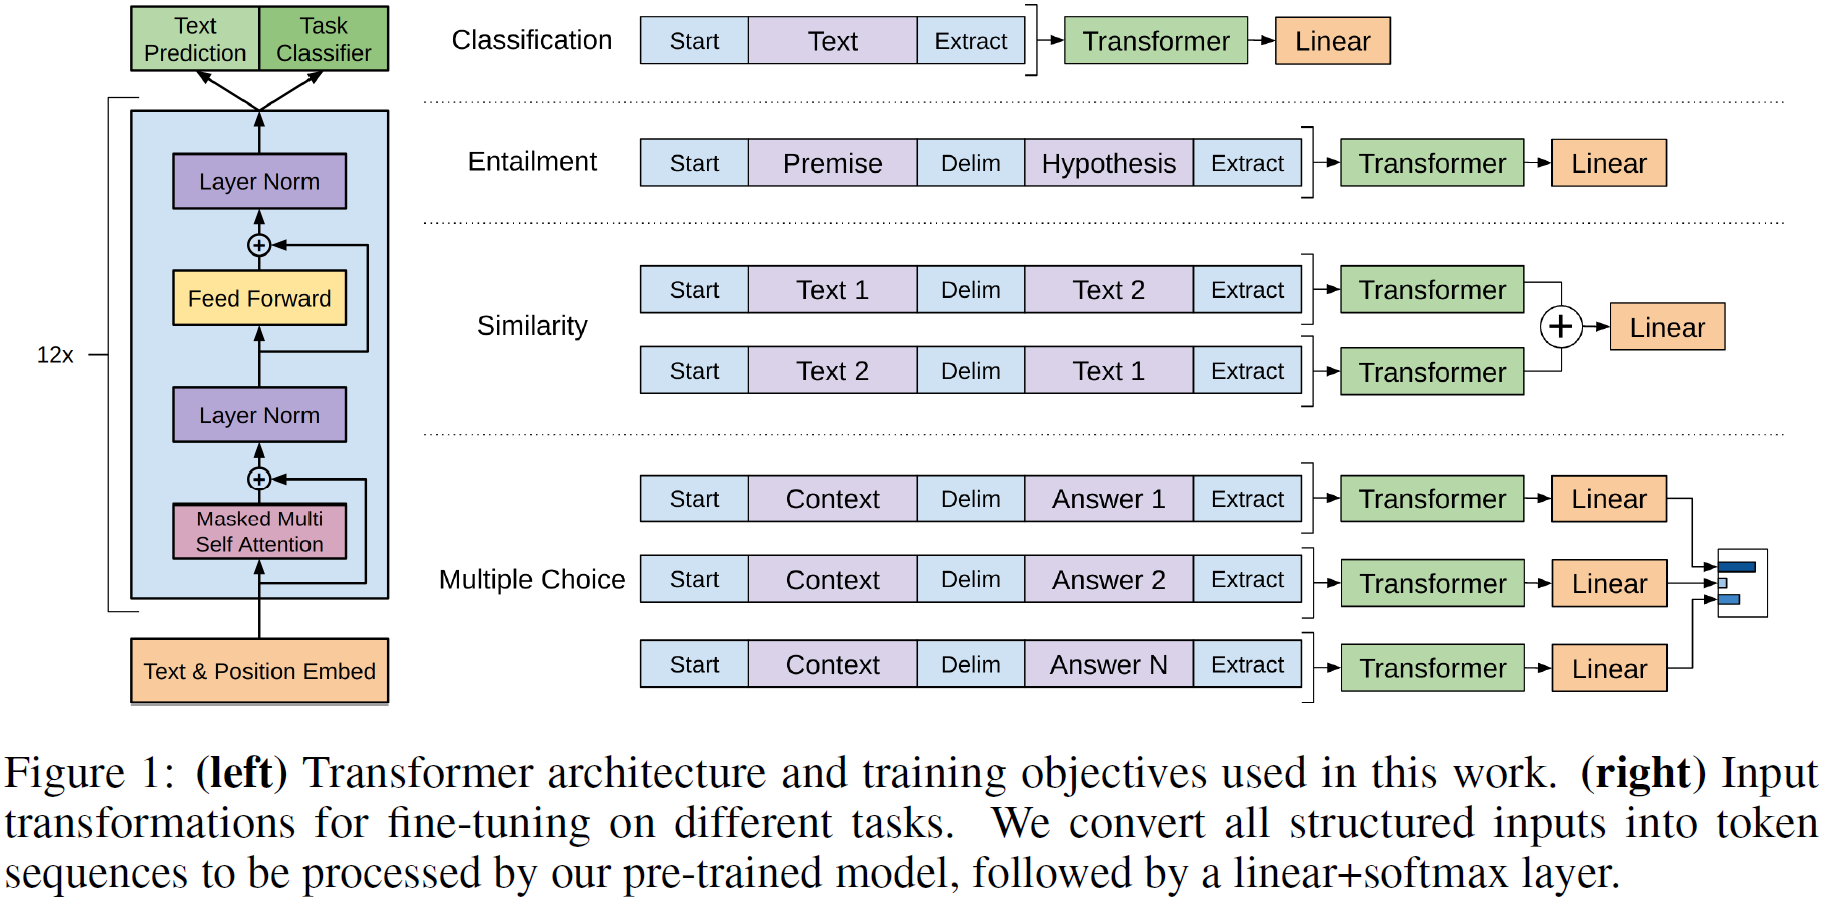 Text
Prediction
Task
Classifier
12x
Layer Norm
+
Feed Forward
Layer Norm
+
Masked Multi
Self Attention
Text & Position Embed
Classification
Start Text Extract Transformer Linear
Entailment
Start Premise Delim Hypothesis Extract Transformer Linear
Similarity
Start Text 1 Delim Text 2 Extract Transformer
+ Linear
Start Text 2 Delim Text 1 Extract Transformer
Multiple Choice
Start Context Delim Answer 1 Extract Transformer Linear
Start Context Delim Answer 2 Extract Transformer Linear
Start Context Delim Answer N Extract Transformer Linear
Figure 1: (left) Transformer architecture and training objectives used in this work. (right) Input
transformations for fine-tuning on different tasks. We convert all structured inputs into token
sequences to be processed by our pre-trained model, followed by a linear+softmax layer.